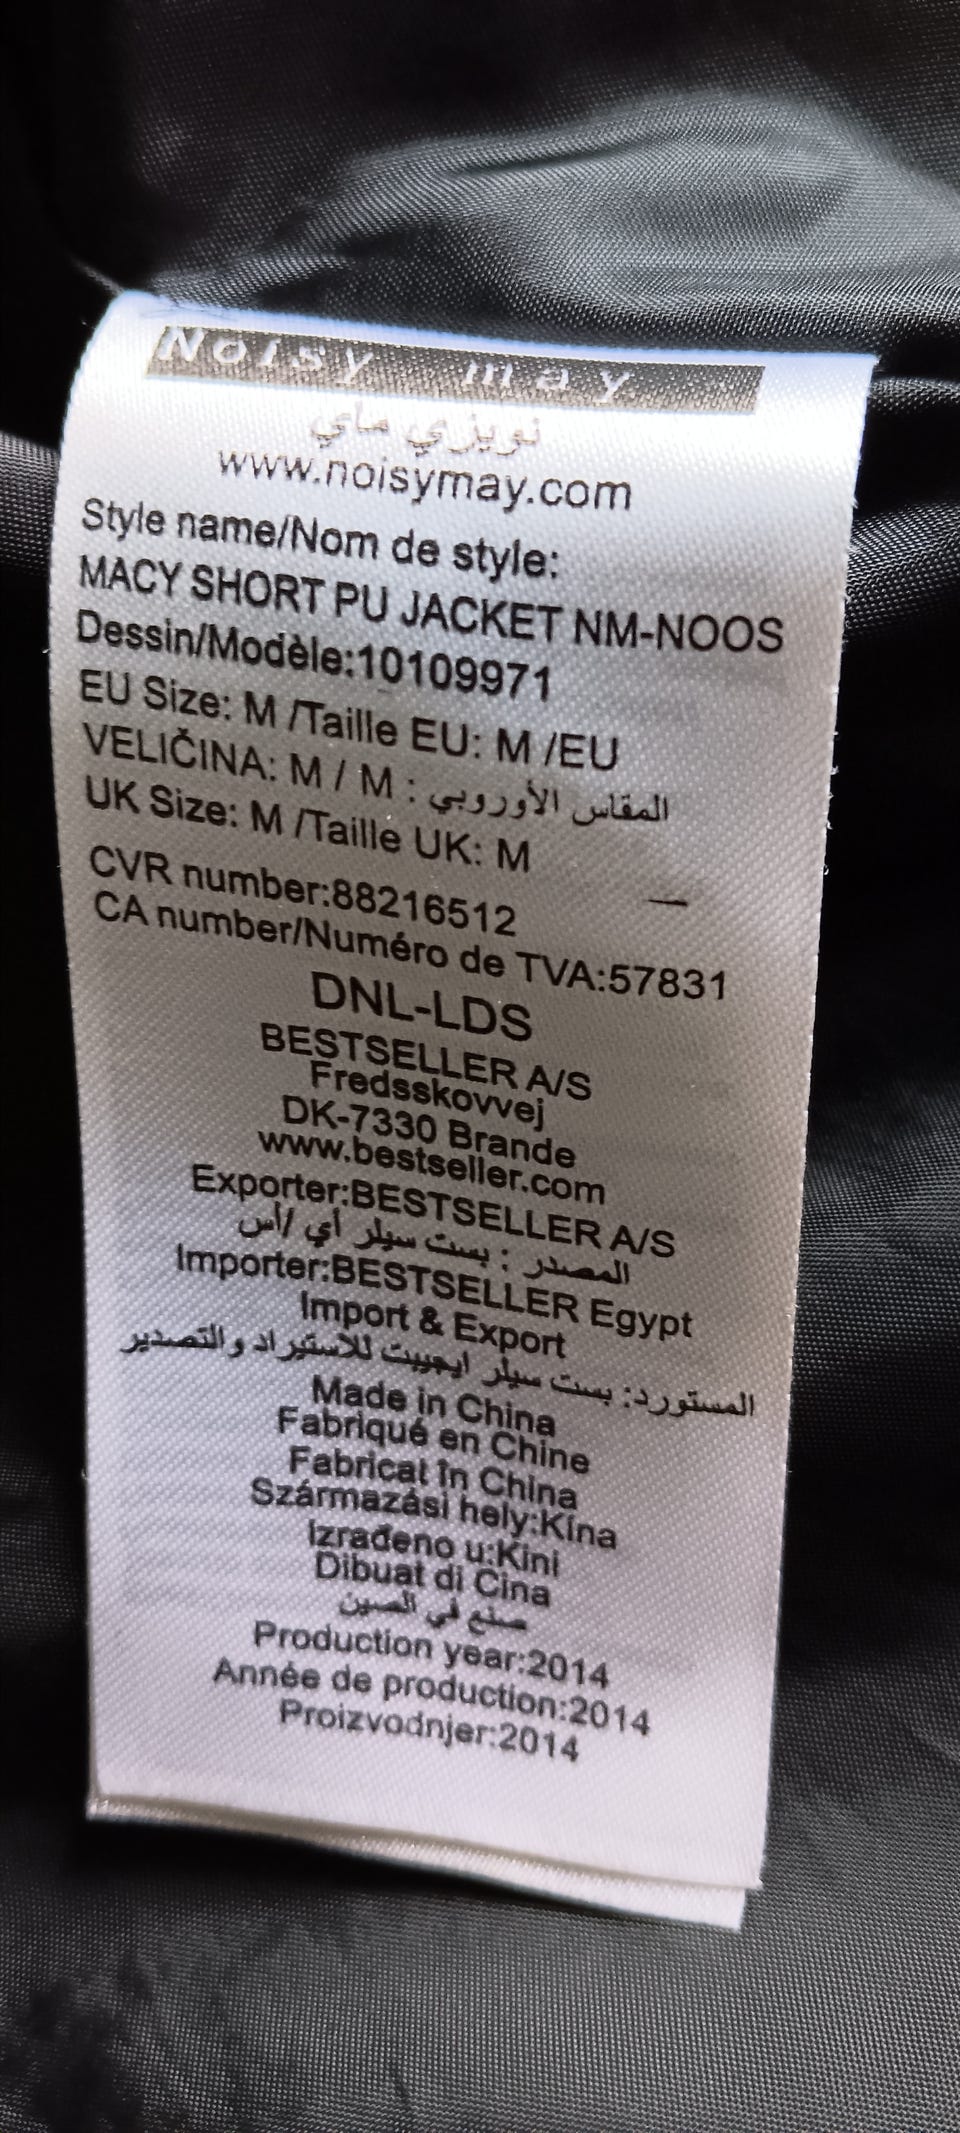 Noisy may
نويزي ماي
www.noisymay.com
Style name/Nom de style:
MACY SHORT PU JACKET NM-NOOS
Dessin/Modèle:10109971
EU Size: M /Taille EU: M /EU
VELIČINA: M / M : المقاس الأوروبي
UK Size: M /Taille UK: M
CVR number:88216512
CA number/Numéro de TVA:57831
DNL-LDS
BESTSELLER A/S
Fredsskovvej
DK-7330 Brande
www.bestseller.com
Exporter:BESTSELLER A/S
المصدر : بست سيلر أي /أس
Importer:BESTSELLER Egypt
Import & Export
المستورد: بست سيلر ايجيبت للاستيراد والتصدير
Made in China
Fabriqué en Chine
Fabricat în China
Származási hely:Kína
Izrađeno u:Kini
Dibuat di Cina
صنع في الصين
Production year:2014
Année de production:2014
Proizvodnjer:2014